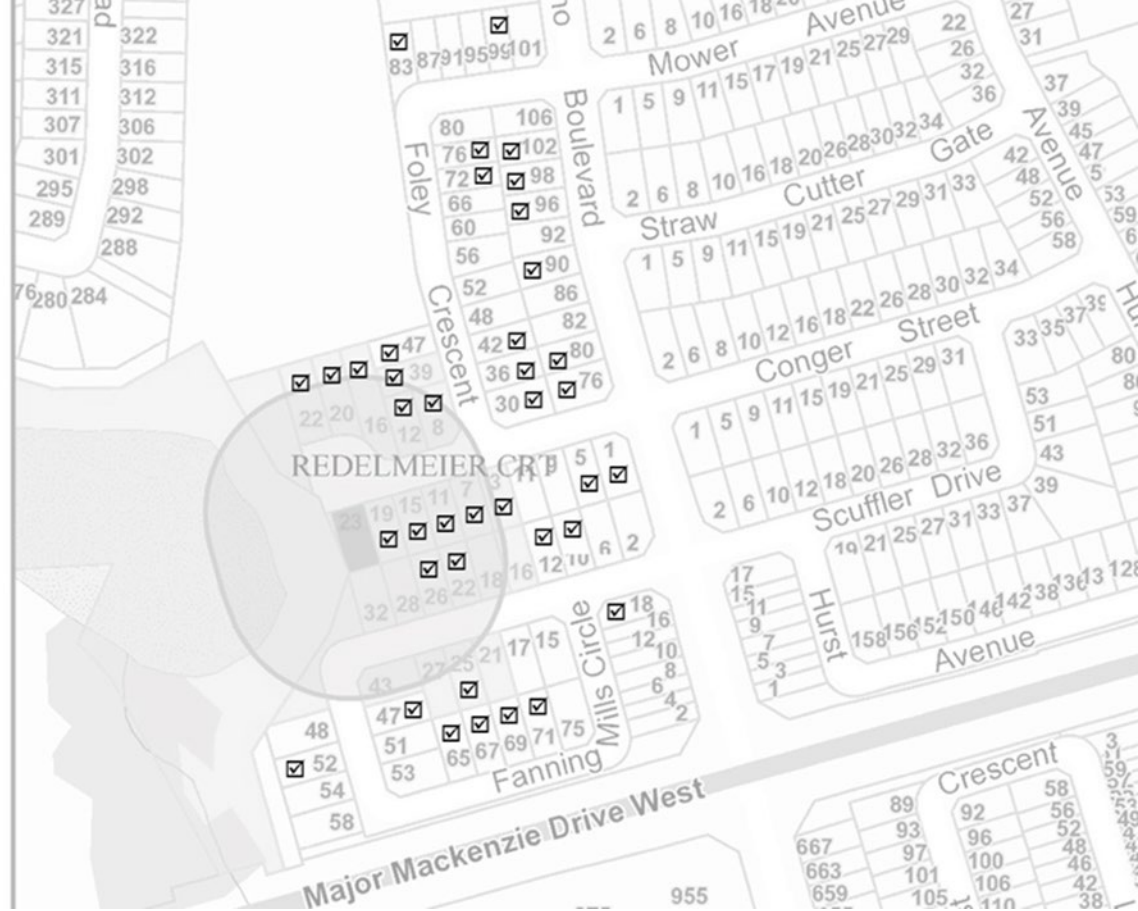 327
321 322
315 316
311 312
307 306
301 302
295 298
289 292
288
280 284
83 87 91 95 99 101
2 6 8 10 16 18 20
Mower Avenue
22
26
32
36
27
31
1 5 9 11 15 17 19 21 25 27 29
2 6 8 10 16 18 20 26 28 30 32 34
Foley
Crescent
Boulevard
80 106
76 102
72 98
66 96
60 92
56 90
52 86
48 82
42 80
36 76
30
Straw Cutter Gate
Avenue
37
39
45
47
53
59
42
48
52
56
58
1 5 9 11 15 19 21 25 27 29 31 33
2 6 8 10 12 16 18 22 26 28 30 32 34
Conger Street
33 35 37 39
80
53
51
43
39
1 5 9 11 15 19 21 25 29 31
2 6 10 12 18 20 26 28 32 36
Scuffler Drive
47
39
22 20 16 12 8
REDELMEIER CRT
23 19 15 11 7 3 11 9 5 1
32 28 26 22 18 16 12 10 6 2
19 21 25 27 31 33 37
158 156 152 150 146 142 138 136 13 128
Hurst
Avenue
17
15
11
9
7
5
3
1
Wills Circle
18
16
12
10
8
6
4
2
43 27 25 21 17 15
47
51
53
65 67 69 71 75
Fanning
48
52
54
58
Major Mackenzie Drive West
Crescent
667
663
659
89
93
97
101
105
92
96
100
106
110
58
56
52
48
46
42
38
955